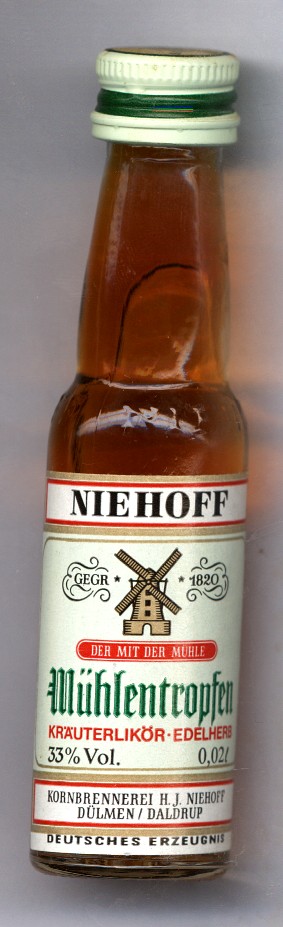 NIEHOFF
GEGR * * 1820
DER MIT DER MÜHLE
Mühlentropfen
KRÄUTERLIKÖR·EDELHERB
33% Vol. 0,02ℓ
KORNBRENNEREI H. J. NIEHOFF
DÜLMEN / DALDRUP
DEUTSCHES ERZEUGNIS